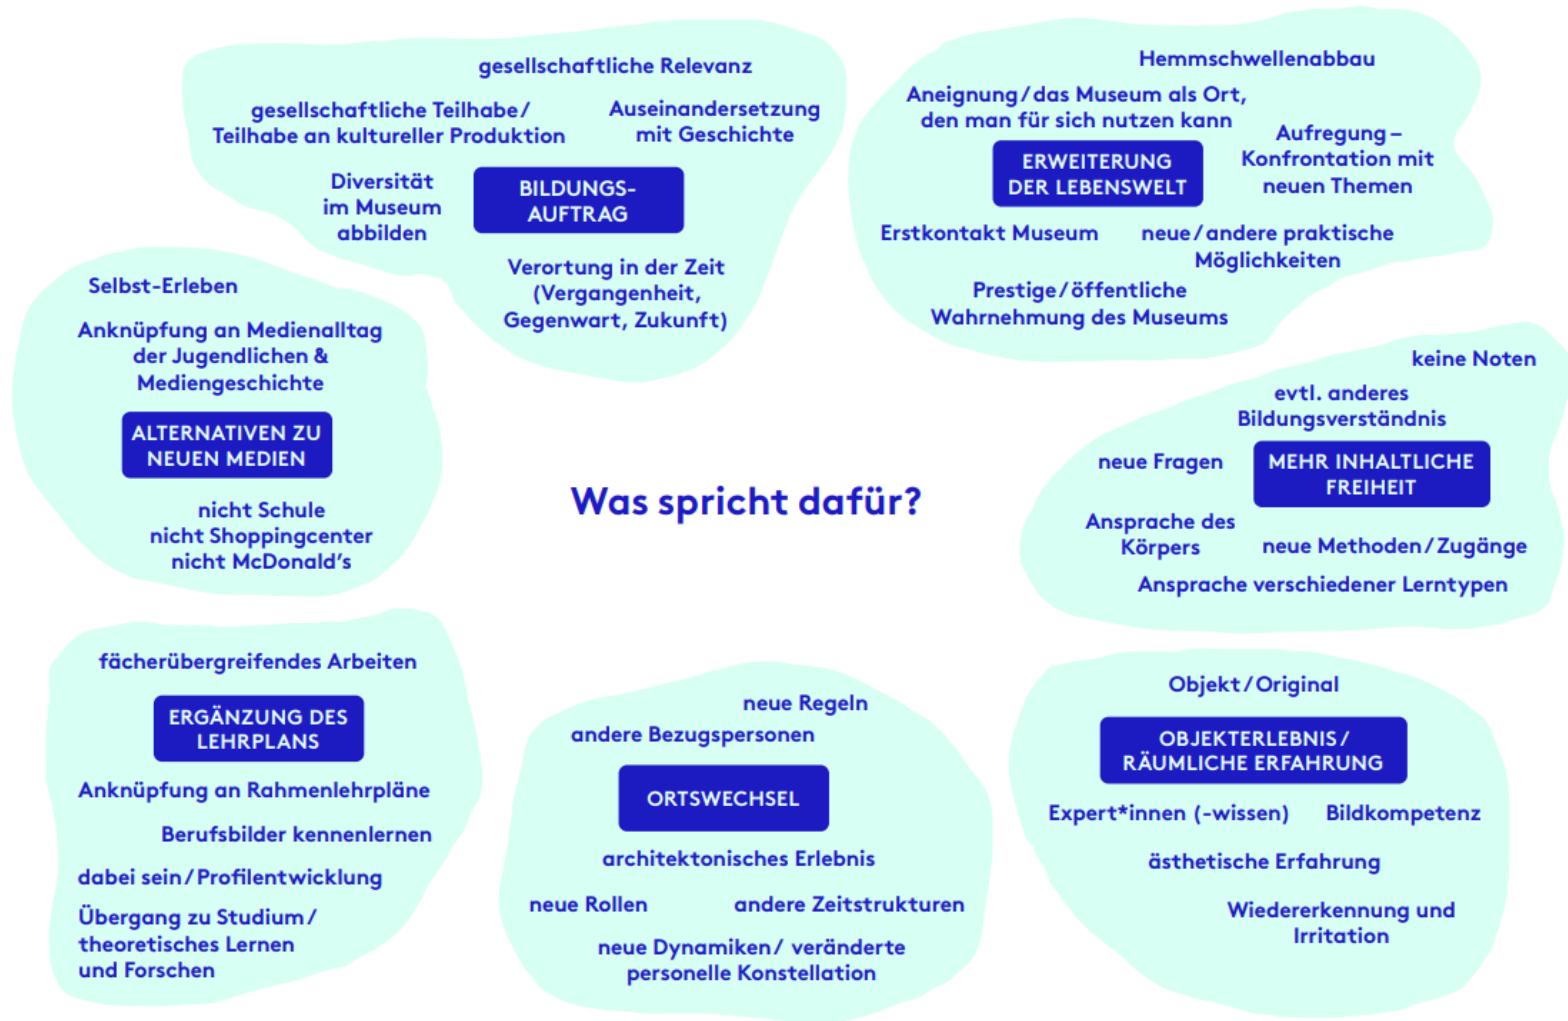 gesellschaftliche Relevanz
gesellschaftliche Teilhabe/
Teilhabe an kultureller Produktion
Auseinandersetzung
mit Geschichte
Diversität
im Museum
abbilden
BILDUNGS-
AUFTRAG
Verortung in der Zeit
(Vergangenheit,
Gegenwart, Zukunft)
Hemmschwellenabbau
Aneignung/das Museum als Ort,
den man für sich nutzen kann
Aufregung –
Konfrontation mit
neuen Themen
ERWEITERUNG
DER LEBENSWELT
Erstkontakt Museum
neue/andere praktische
Möglichkeiten
Prestige/öffentliche
Wahrnehmung des Museums
Selbst-Erleben
Anknüpfung an Medienalltag
der Jugendlichen &
Mediengeschichte
ALTERNATIVEN ZU
NEUEN MEDIEN
nicht Schule
nicht Shoppingcenter
nicht McDonald's
Was spricht dafür?
keine Noten
evtl. anderes
Bildungsverständnis
neue Fragen
MEHR INHALTLICHE
FREIHEIT
Ansprache des
Körpers
neue Methoden/Zugänge
Ansprache verschiedener Lerntypen
fächerübergreifendes Arbeiten
ERGÄNZUNG DES
LEHRPLANS
Anknüpfung an Rahmenlehrpläne
Berufsbilder kennenlernen
dabei sein/Profilentwicklung
Übergang zu Studium/
theoretisches Lernen
und Forschen
neue Regeln
andere Bezugspersonen
ORTSWECHSEL
architektonisches Erlebnis
neue Rollen
andere Zeitstrukturen
neue Dynamiken/ veränderte
personelle Konstellation
Objekt/Original
OBJEKTERLEBNIS/
RÄUMLICHE ERFAHRUNG
Expert*innen (-wissen)
Bildkompetenz
ästhetische Erfahrung
Wiedererkennung und
Irritation